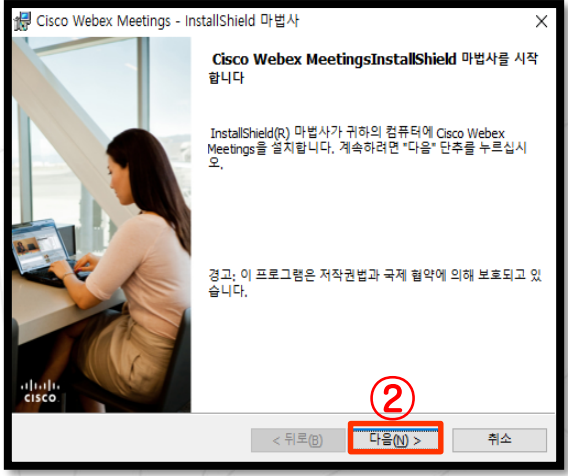 Cisco Webex Meetings - InstallShield 마법사
Cisco Webex MeetingsInstallShield 마법사를 시작
합니다
InstallShield(R) 마법사가 귀하의 컴퓨터에 Cisco Webex
Meetings을 설치합니다. 계속하려면 "다음" 단추를 누르십시
오.
경고: 이 프로그램은 저작권법과 국제 협약에 의해 보호되고 있
습니다.
CISCO
②
< 뒤로(B)
다음(N) >
취소